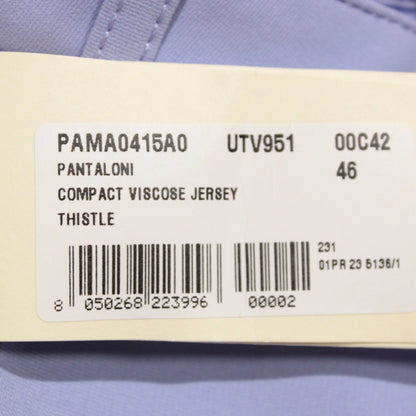 PAMA0415A0 UTV951 00C42
PANTALONI 46
COMPACT VISCOSE JERSEY
THISTLE
231
01PR 23 5136/1
8 050268 223996 00002